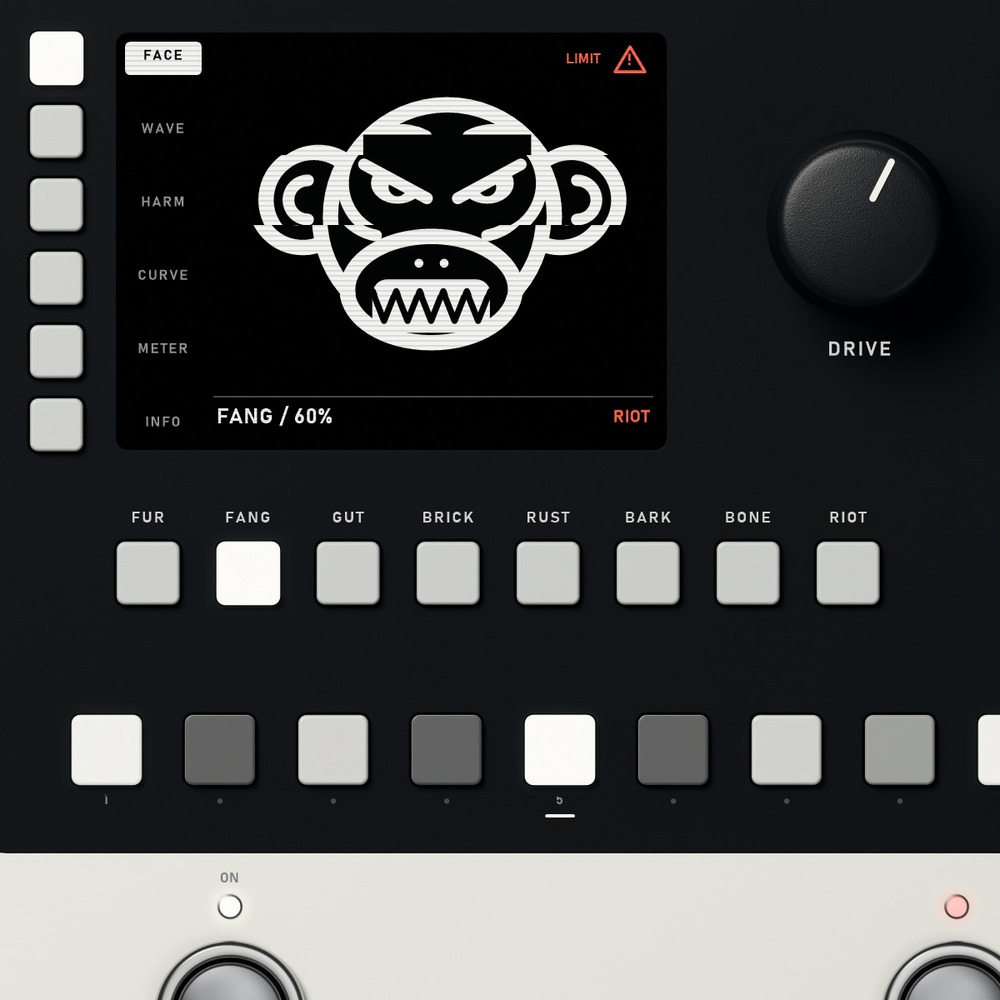 FACE
LIMIT
WAVE
HARM
CURVE
METER
INFO
FANG / 60%
RIOT
DRIVE
FUR
FANG
GUT
BRICK
RUST
BARK
BONE
RIOT
1
5
ON